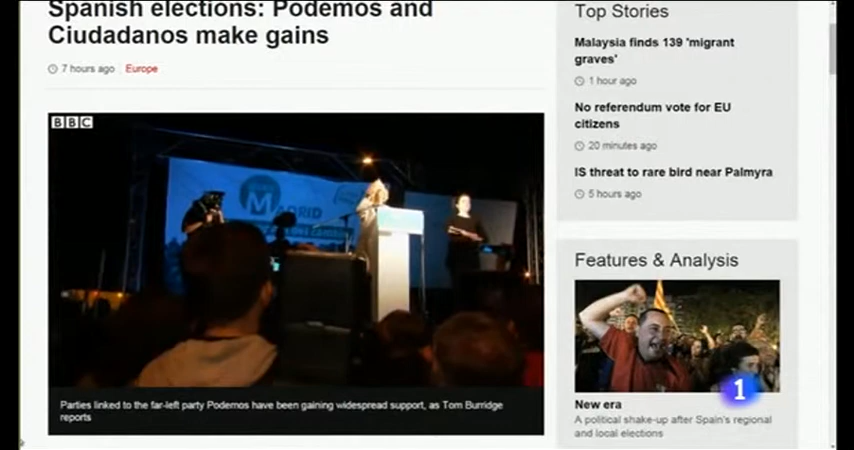 Spanish elections: Podemos and
Ciudadanos make gains
7 hours ago
Europe
BBC
MADRID
Parties linked to the far-left party Podemos have been gaining widespread support, as Tom Burridge
reports
Top Stories
Malaysia finds 139 'migrant
graves'
1 hour ago
No referendum vote for EU
citizens
20 minutes ago
IS threat to rare bird near Palmyra
5 hours ago
Features & Analysis
1
New era
A political shake-up after Spain's regional
and local elections